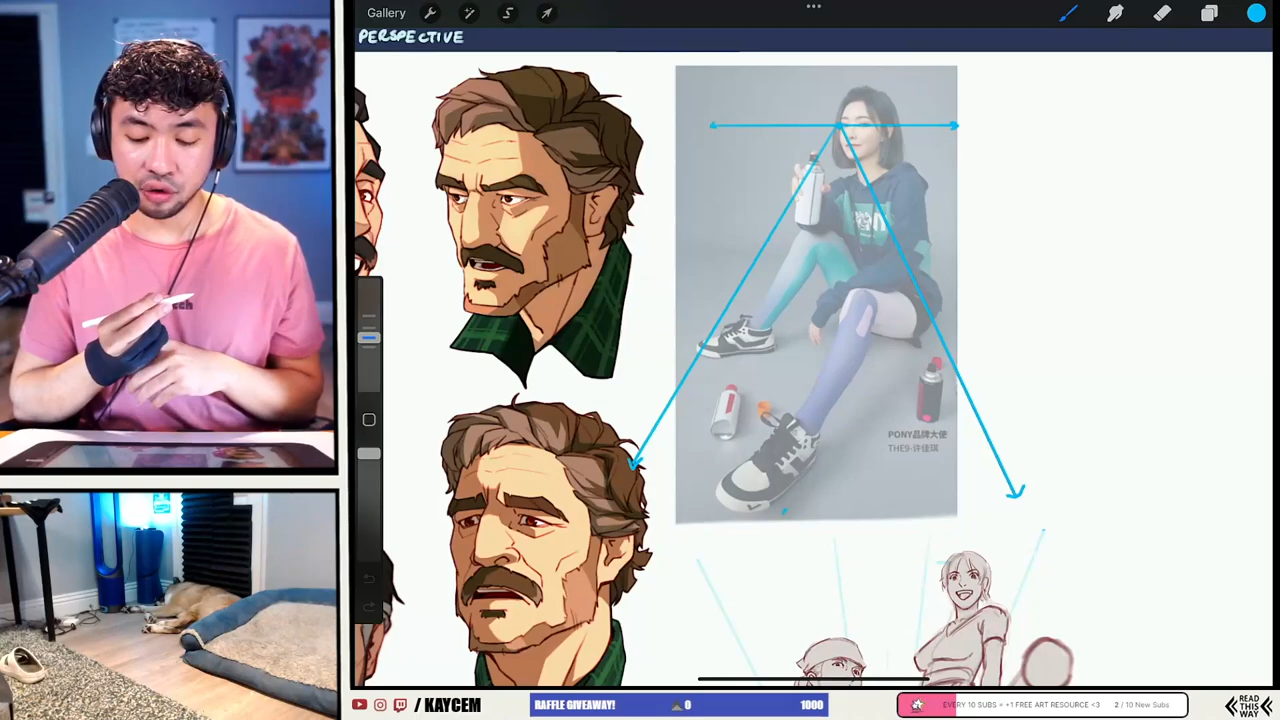 Gallery
PERSPECTIVE
PONY品牌大使
THE9·许佳琪
/ KAYCEM
RAFFLE GIVEAWAY!
0
1000
EVERY 10 SUBS = +1 FREE ART RESOURCE <3
2 / 10 New Subs
READ
THIS
WAY